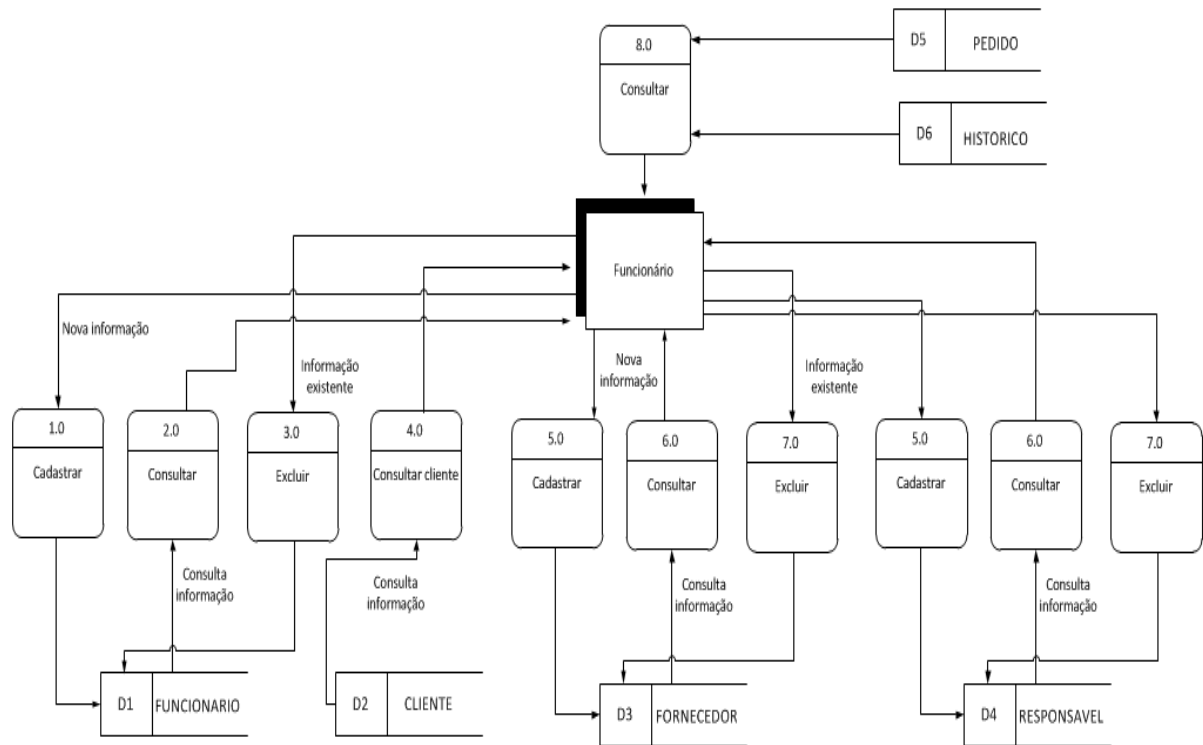 8.0
Consultar
D5 PEDIDO
D6 HISTORICO
Funcionário
Nova informação
Informação
existente
Nova
informação
Informação
existente
1.0
Cadastrar
2.0
Consultar
3.0
Excluir
4.0
Consultar cliente
5.0
Cadastrar
6.0
Consultar
7.0
Excluir
5.0
Cadastrar
6.0
Consultar
7.0
Excluir
Consulta
informação
Consulta
informação
Consulta
informação
Consulta
informação
D1 FUNCIONÁRIO
D2 CLIENTE
D3 FORNECEDOR
D4 RESPONSAVEL